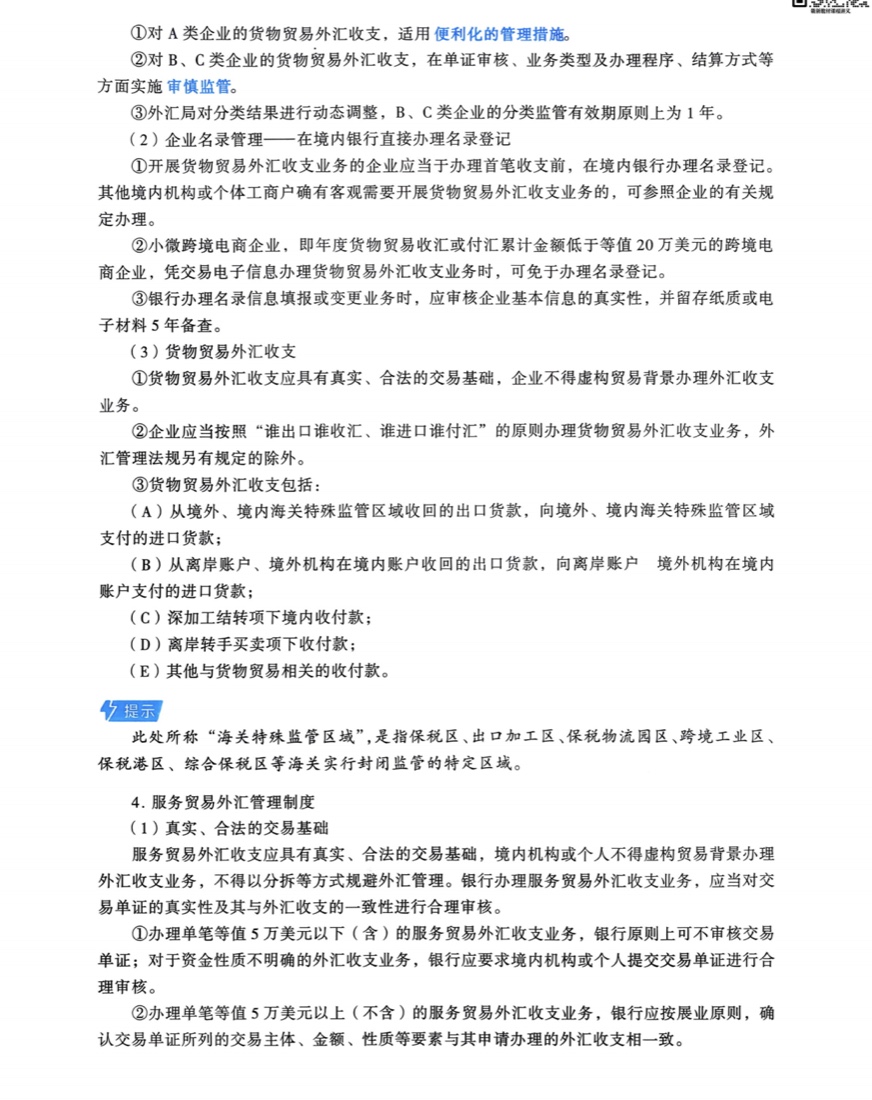 ①对 A 类企业的货物贸易外汇收支，适用便利化的管理措施。
②对 B、C 类企业的货物贸易外汇收支，在单证审核、业务类型及办理程序、结算方式等
方面实施审慎监管。
③外汇局对分类结果进行动态调整，B、C 类企业的分类监管有效期原则上为 1 年。
（2）企业名录管理——在境内银行直接办理名录登记
①开展货物贸易外汇收支业务的企业应当于办理首笔收支前，在境内银行办理名录登记。
其他境内机构或个体工商户确有客观需要开展货物贸易外汇收支业务的，可参照企业的有关规
定办理。
②小微跨境电商企业，即年度货物贸易收汇或付汇累计金额低于等值 20 万美元的跨境电
商企业，凭交易电子信息办理货物贸易外汇收支业务时，可免于办理名录登记。
③银行办理名录信息填报或变更业务时，应审核企业基本信息的真实性，并留存纸质或电
子材料 5 年备查。
（3）货物贸易外汇收支
①货物贸易外汇收支应具有真实、合法的交易基础，企业不得虚构贸易背景办理外汇收支
业务。
②企业应当按照“谁出口谁收汇、谁进口谁付汇”的原则办理货物贸易外汇收支业务，外
汇管理法规另有规定的除外。
③货物贸易外汇收支包括：
（A）从境外、境内海关特殊监管区域收回的出口货款，向境外、境内海关特殊监管区域
支付的进口货款；
（B）从离岸账户、境外机构在境内账户收回的出口货款，向离岸账户　境外机构在境内
账户支付的进口货款；
（C）深加工结转项下境内收付款；
（D）离岸转手买卖项下收付款；
（E）其他与货物贸易相关的收付款。
提示
此处所称“海关特殊监管区域”，是指保税区、出口加工区、保税物流园区、跨境工业区、
保税港区、综合保税区等海关实行封闭监管的特定区域。
4. 服务贸易外汇管理制度
（1）真实、合法的交易基础
服务贸易外汇收支应具有真实、合法的交易基础，境内机构或个人不得虚构贸易背景办理
外汇收支业务，不得以分拆等方式规避外汇管理。银行办理服务贸易外汇收支业务，应当对交
易单证的真实性及其与外汇收支的一致性进行合理审核。
①办理单笔等值 5 万美元以下（含）的服务贸易外汇收支业务，银行原则上可不审核交易
单证；对于资金性质不明确的外汇收支业务，银行应要求境内机构或个人提交交易单证进行合
理审核。
②办理单笔等值 5 万美元以上（不含）的服务贸易外汇收支业务，银行应按展业原则，确
认交易单证所列的交易主体、金额、性质等要素与其申请办理的外汇收支相一致。